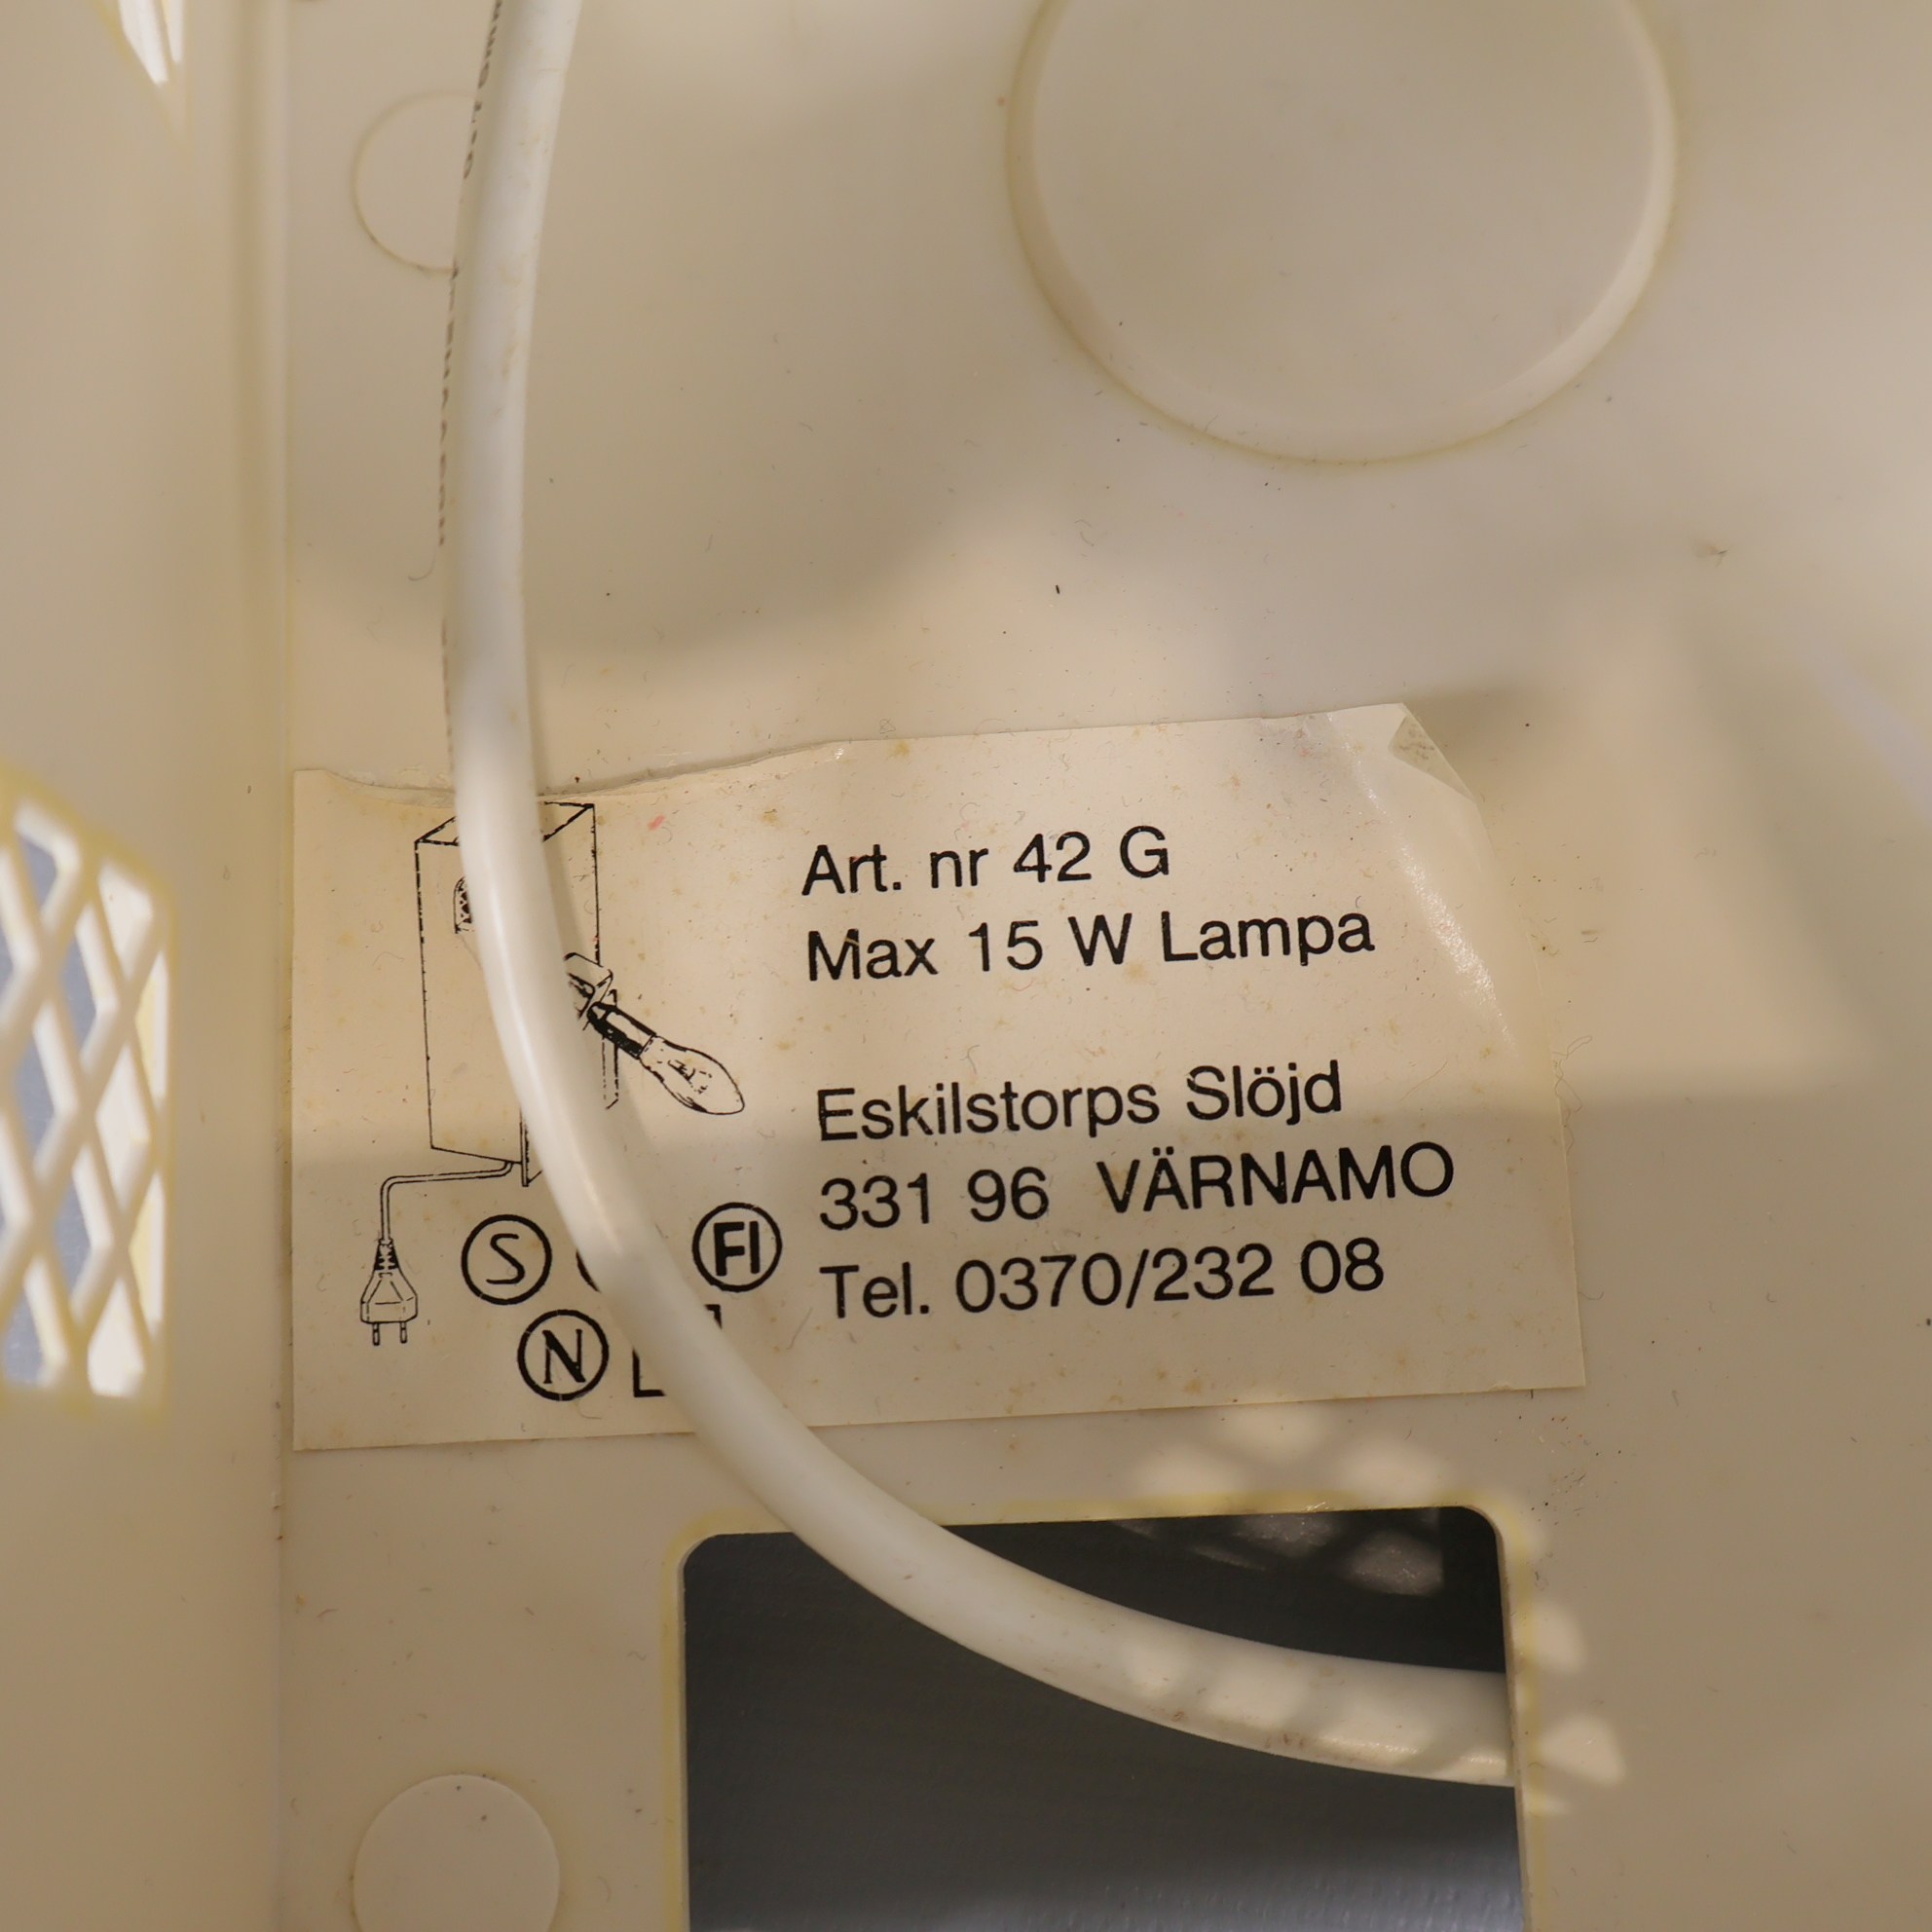 Art. nr 42 G
Max 15 W Lampa
Eskilstorps Slöjd
331 96 VÄRNAMO
Tel. 0370/232 08
S FI
N